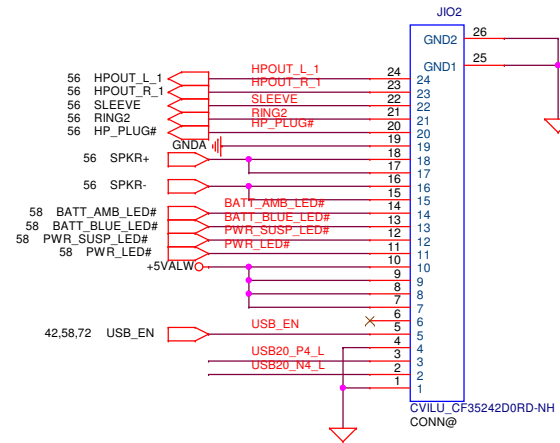 JIO2
GND2 26
GND1 25
56 HPOUT_L_1 HPOUT_L_1 24 24
56 HPOUT_R_1 HPOUT_R_1 23 23
56 SLEEVE SLEEVE 22 22
56 RING2 RING2 21 21
56 HP_PLUG# HP_PLUG# 20 20
GNDA 19 19
56 SPKR+ 18 18
17 17
56 SPKR- 16 16
15 15
58 BATT_AMB_LED# BATT_AMB_LED# 14 14
58 BATT_BLUE_LED# BATT_BLUE_LED# 13 13
58 PWR_SUSP_LED# PWR_SUSP_LED# 12 12
58 PWR_LED# PWR_LED# 11 11
+5VALW 10 10
9 9
8 8
7 7
6 6
42,58,72 USB_EN USB_EN 5 5
4 4
USB20_P4_L 3 3
USB20_N4_L 2 2
1 1
CVILU_CF35242D0RD-NH
CONN@